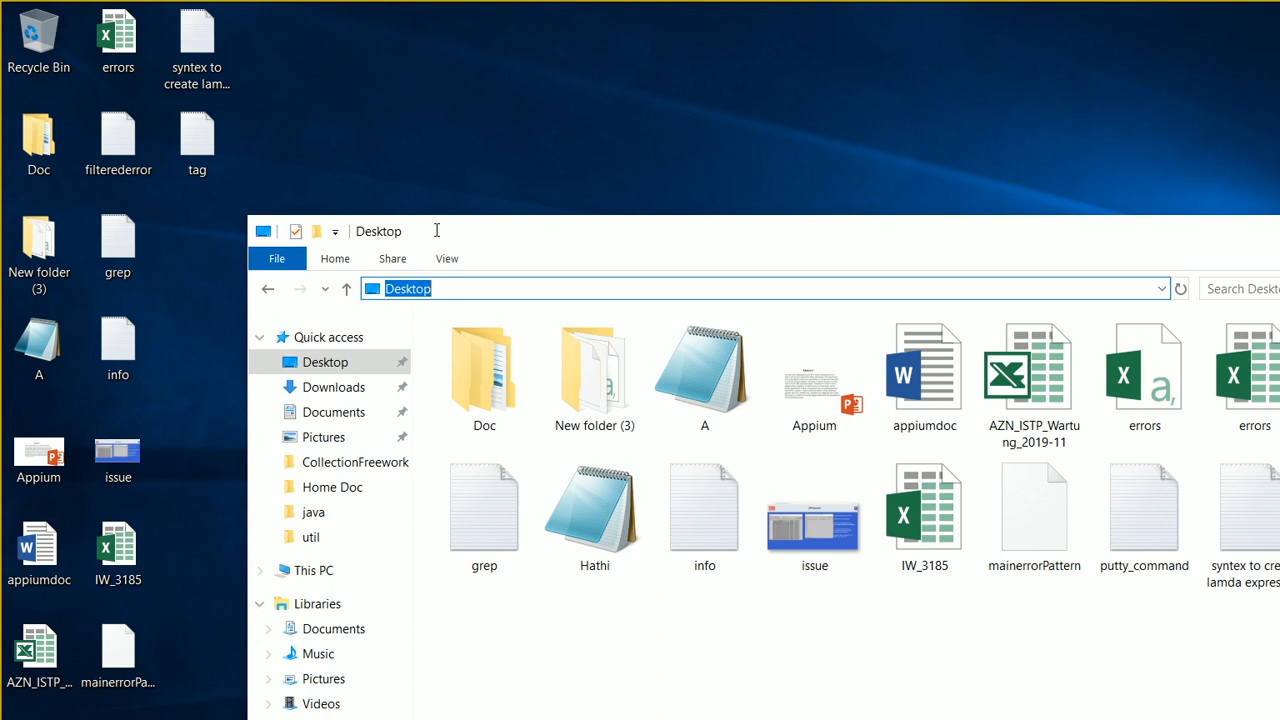 Recycle Bin
errors
syntex to
create lam...
Doc
filterederror
tag
New folder
(3)
grep
A
info
Appium
issue
appiumdoc
IW_3185
AZN_ISTP_...
mainerrorPa...
Desktop
File
Home
Share
View
Desktop
Search Deskto
Quick access
Desktop
Downloads
Documents
Pictures
CollectionFreework
Home Doc
java
util
This PC
Libraries
Documents
Music
Pictures
Videos
Doc
New folder (3)
A
Appium
appiumdoc
AZN_ISTP_Wartu
ng_2019-11
errors
errors
grep
Hathi
info
issue
IW_3185
mainerrorPattern
putty_command
syntex to cre
lamda expres